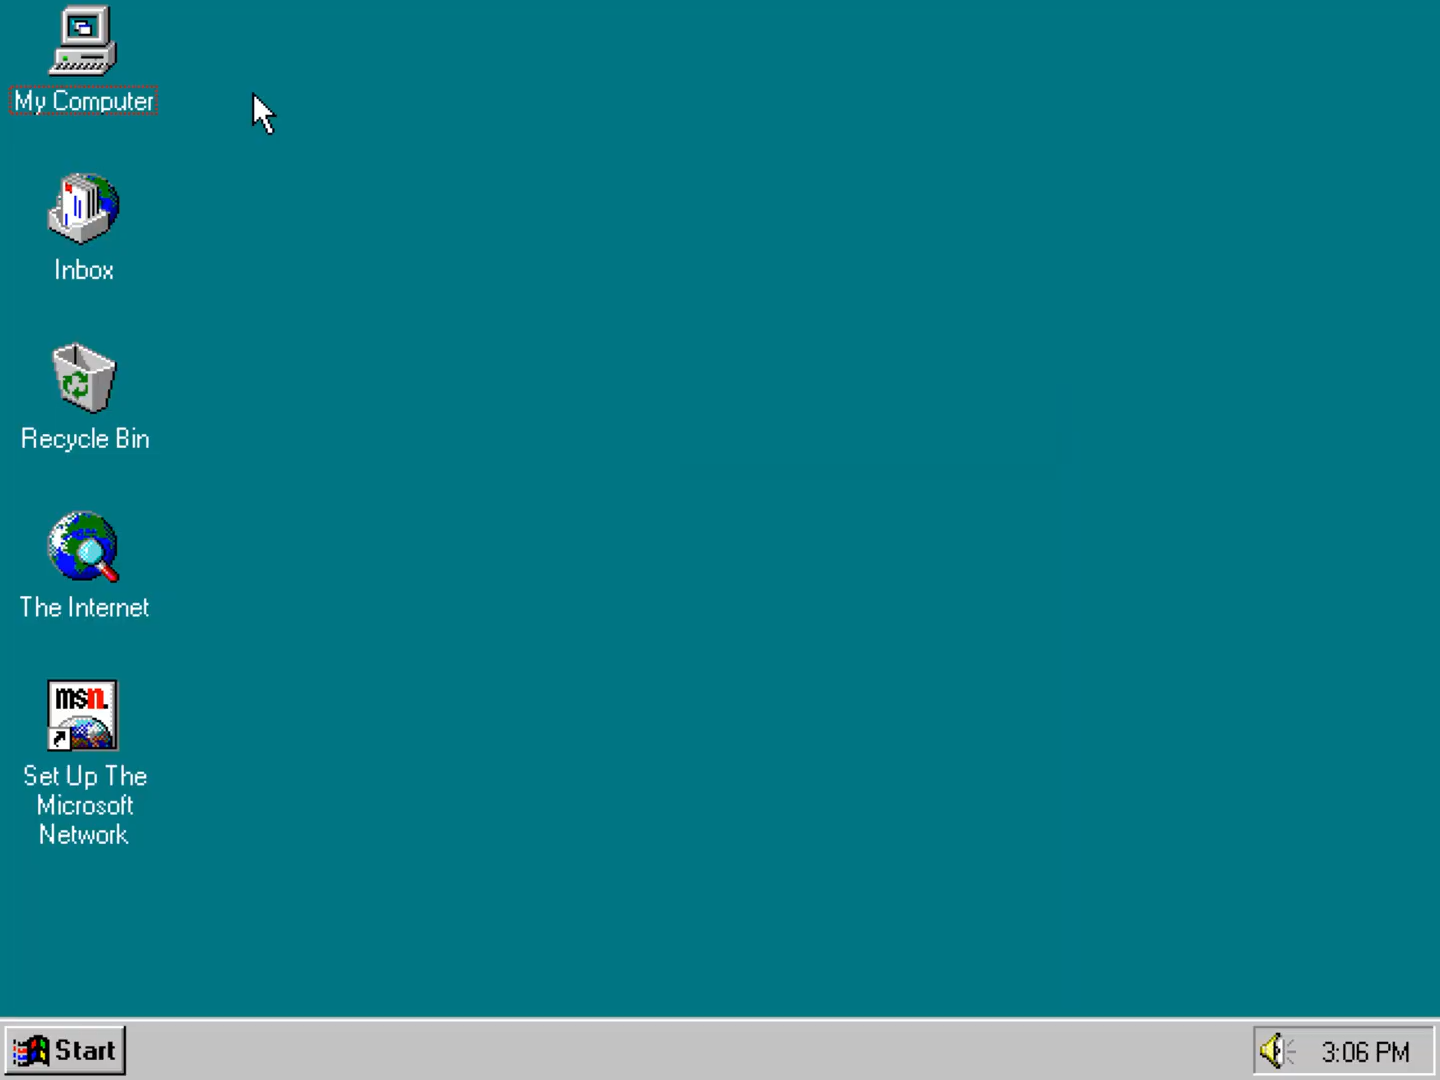 My Computer
Inbox
Recycle Bin
The Internet
msn.
Set Up The
Microsoft
Network
Start
3:06 PM